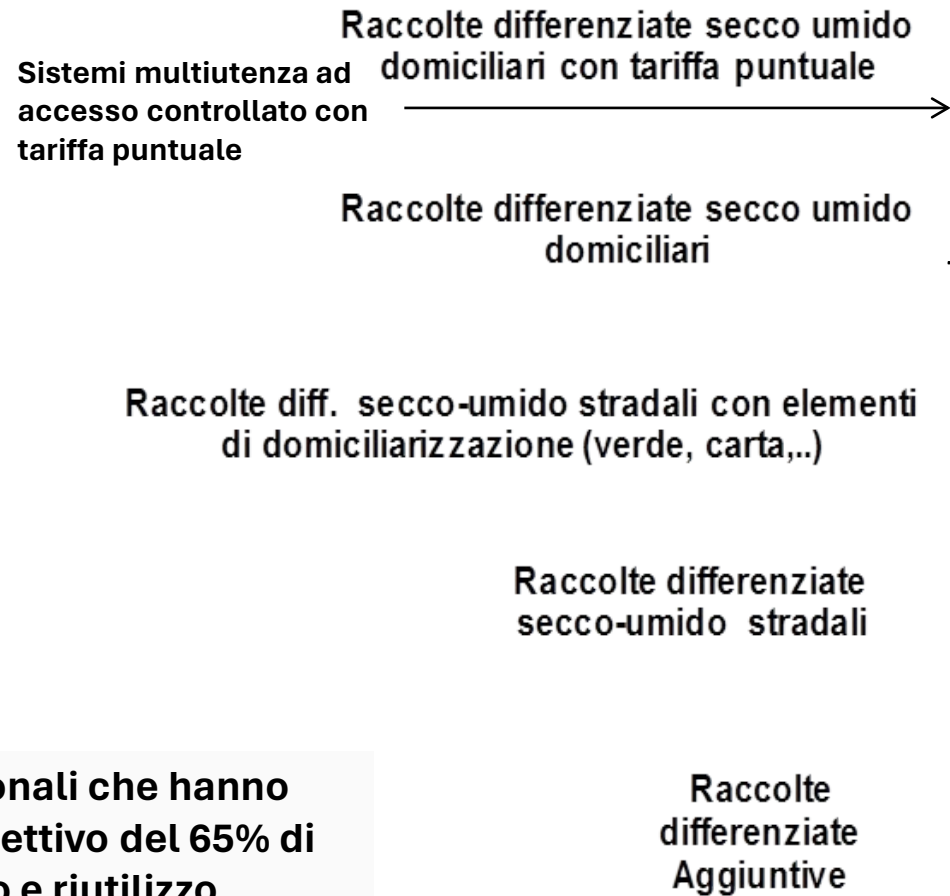 Raccolte differenziate secco umido
domiciliari con tariffa puntuale
Sistemi multiutenza ad
accesso controllato con
tariffa puntuale
Raccolte differenziate secco umido
domiciliari
Raccolte diff. secco-umido stradali con elementi
di domiciliarizzazione (verde, carta,..)
Raccolte differenziate
secco-umido stradali
onali che hanno
ettivo del 65% di
o e riutilizzo
Raccolte
differenziate
Aggiuntive